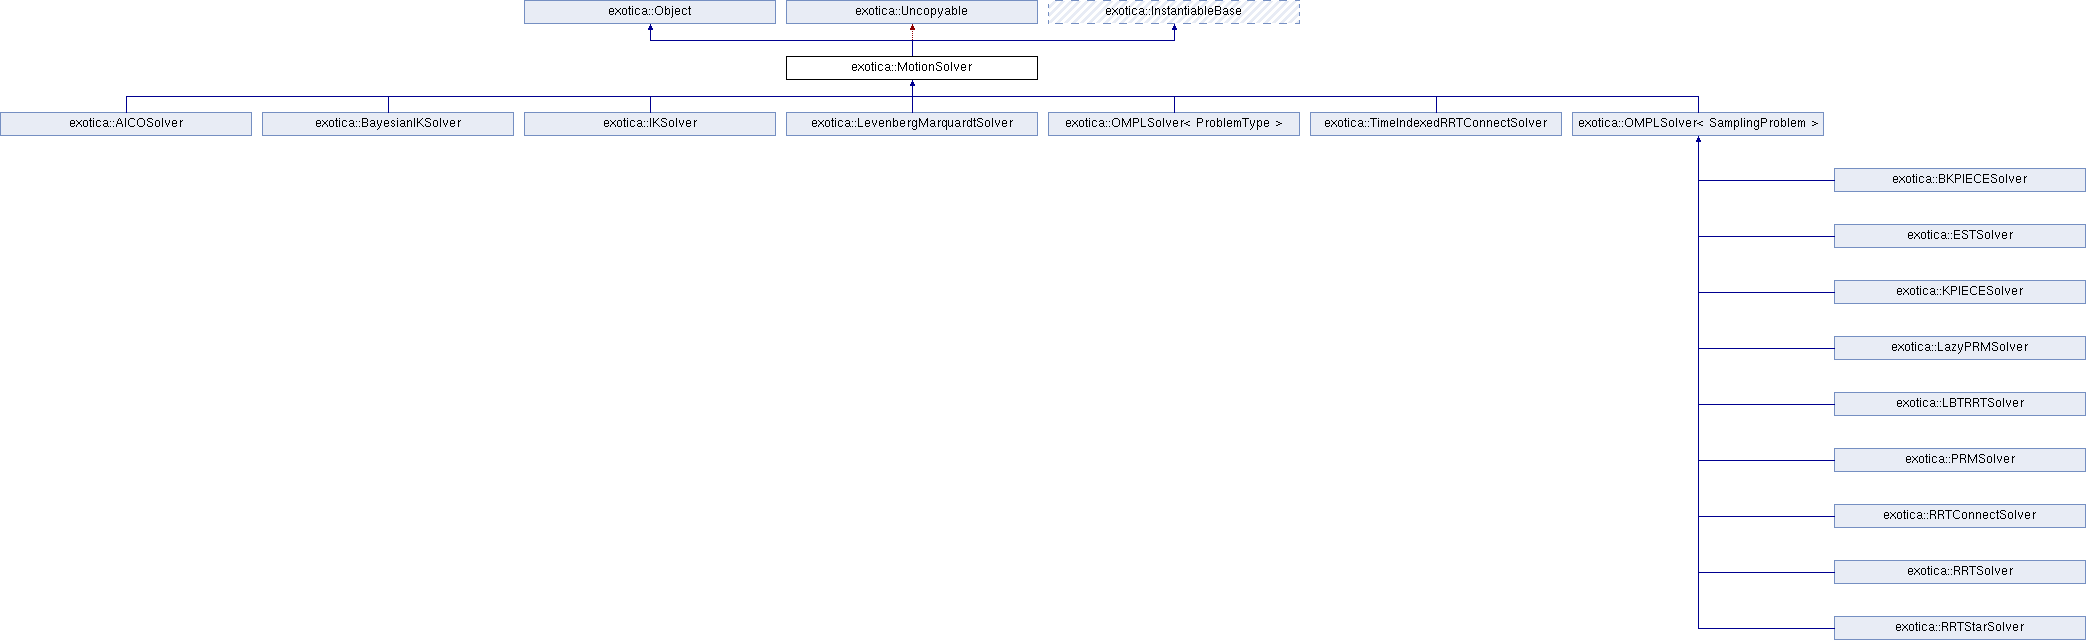 exotica::Object
exotica::Uncopyable
exotica::InstantiableBase
exotica::MotionSolver
exotica::AICOSolver
exotica::BayesianIKSolver
exotica::IKSolver
exotica::LevenbergMarquardtSolver
exotica::OMPLSolver< ProblemType >
exotica::TimeIndexedRRTConnectSolver
exotica::OMPLSolver< SamplingProblem >
exotica::BKPIECESolver
exotica::ESTSolver
exotica::KPIECESolver
exotica::LazyPRMSolver
exotica::LBTRRTSolver
exotica::PRMSolver
exotica::RRTConnectSolver
exotica::RRTSolver
exotica::RRTStarSolver